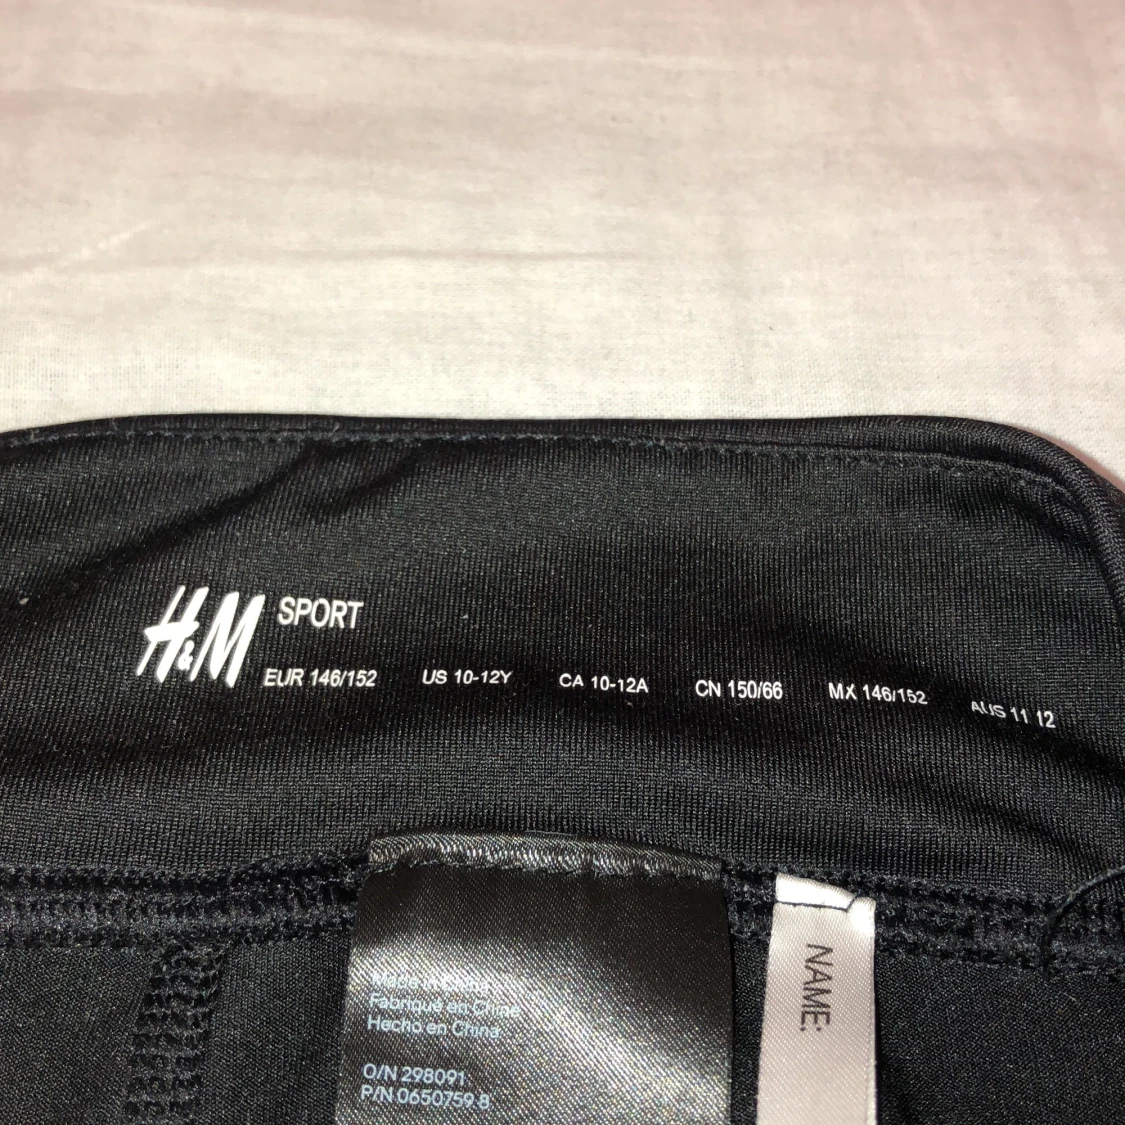 H&M SPORT
EUR 146/152 US 10-12Y CA 10-12A CN 150/66 MX 146/152 AUS 11 12
Made in China
Fabriqué en Chine
Hecho en China
O/N 298091
P/N 0650759.8
NAME: